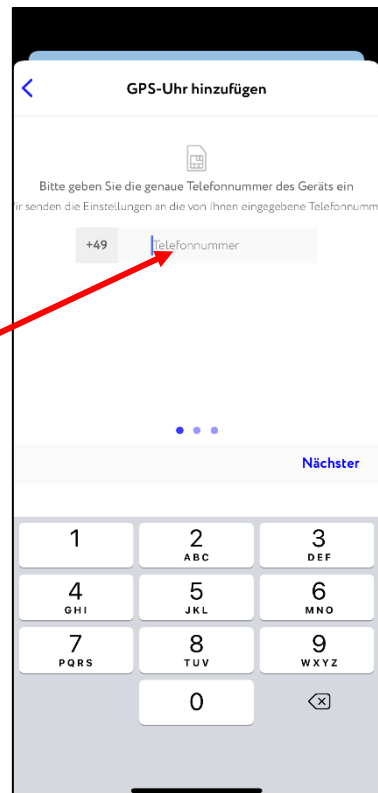 GPS-Uhr hinzufügen
Bitte geben Sie die genaue Telefonnummer des Geräts ein
ir senden die Einstellungen an die von Ihnen eingegebene Telefonnumm
+49 Telefonnummer
Nächster
1 2 3
ABC DEF
4 5 6
GHI JKL MNO
7 8 9
PQRS TUV WXYZ
0